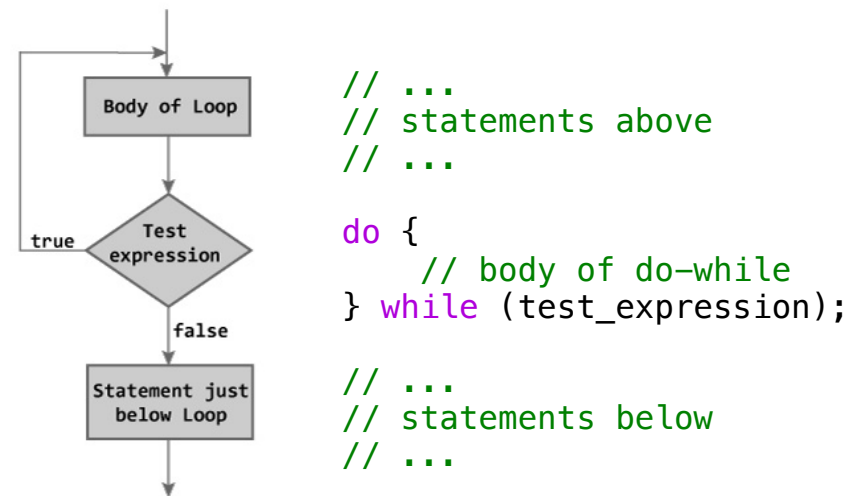 Body of Loop
true
Test
expression
false
Statement just
below Loop
// ...
// statements above
// ...
do {
    // body of do-while
} while (test_expression);
// ...
// statements below
// ...